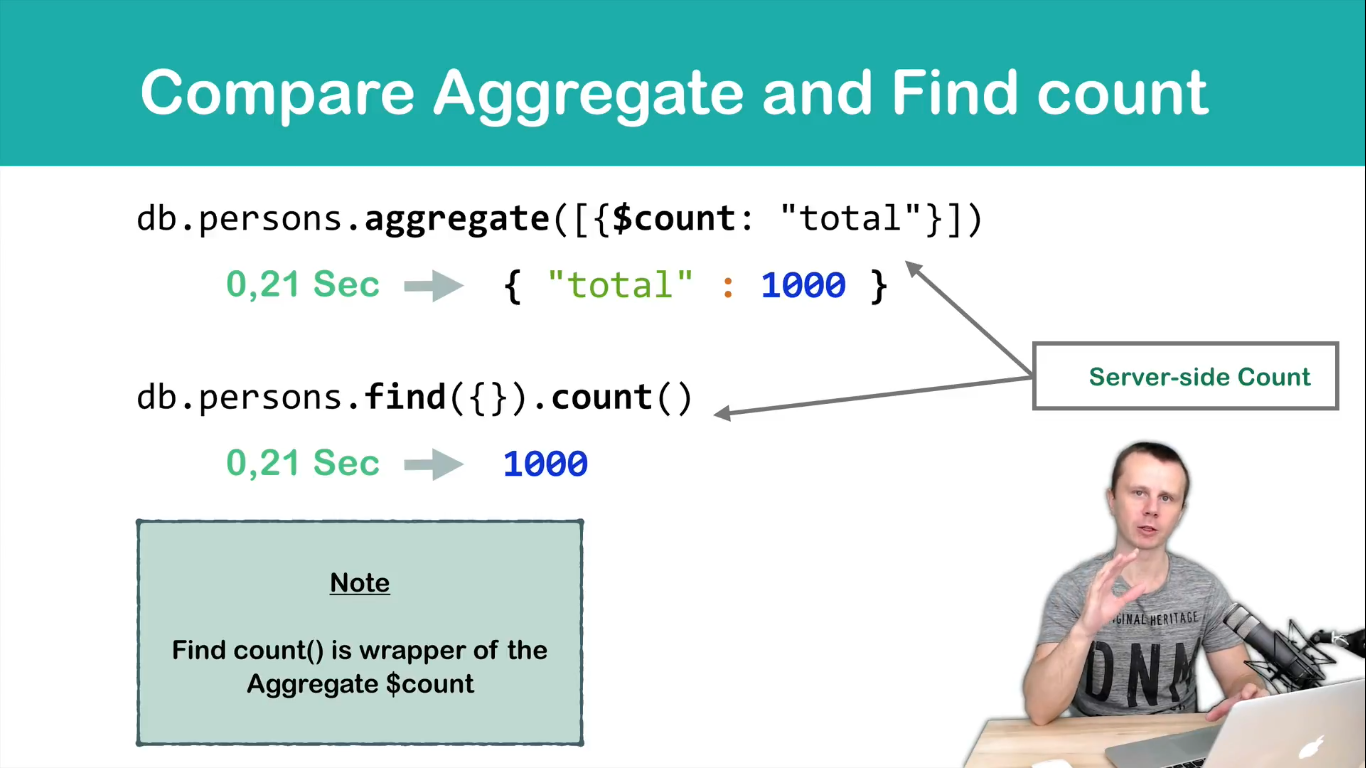 Compare Aggregate and Find count
db.persons.aggregate([{$count: "total"}])
0,21 Sec
{ "total" : 1000 }
Server-side Count
db.persons.find({}).count()
0,21 Sec
1000
Note
Find count() is wrapper of the
Aggregate $count
GINAL HERITAGE
DNM